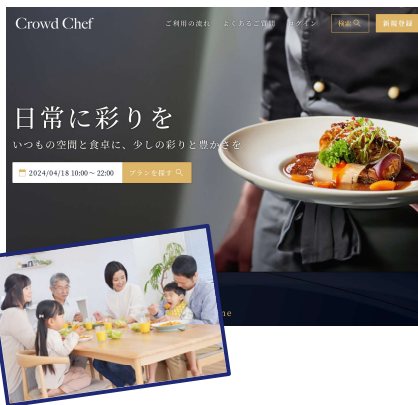 Crowd Chef
ご利用の流れ
よくあるご質問
ログイン
検索
新規登録
日常に彩りを
いつもの空間と食卓に、少しの彩りと豊かさを
2024/04/18 10:00～22:00
プランを探す